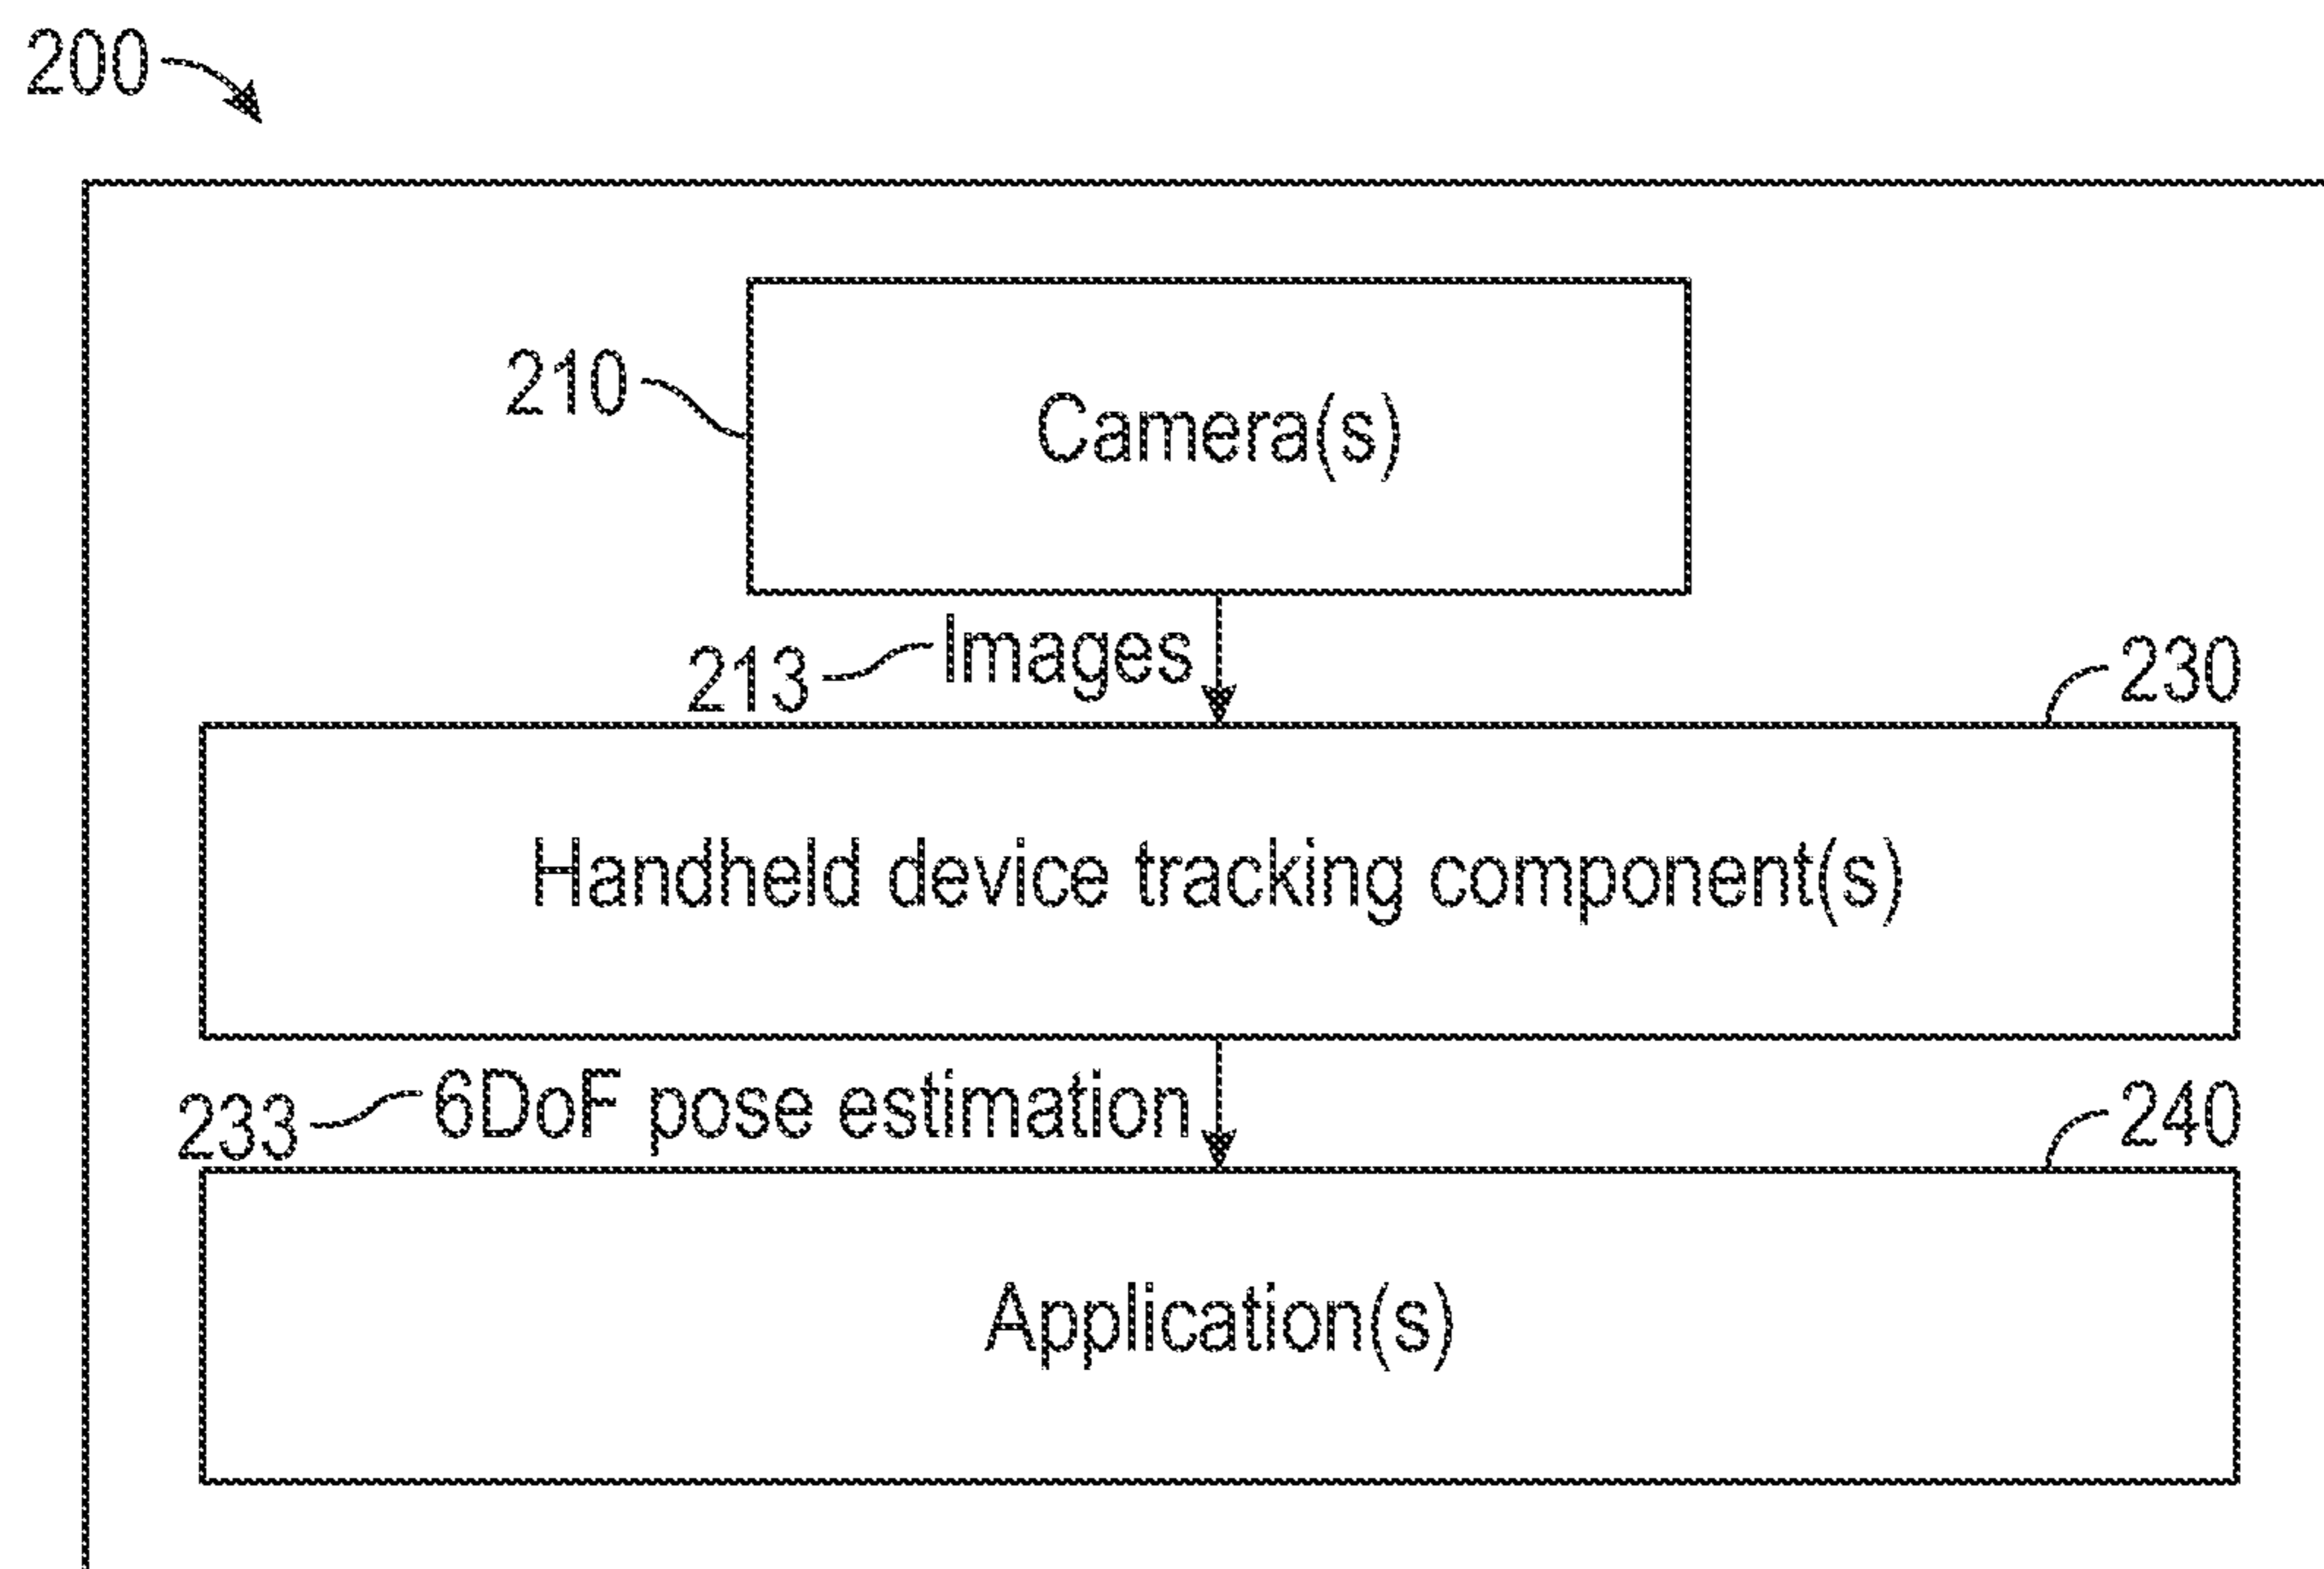 200
210
Camera(s)
213
Images
230
Handheld device tracking component(s)
233
6DoF pose estimation
240
Application(s)